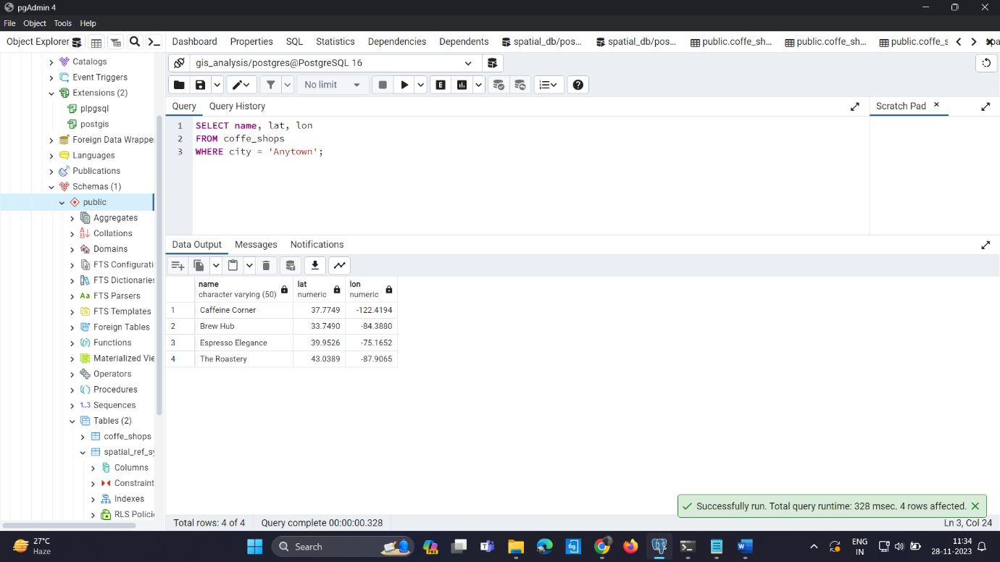 pgAdmin 4
File Object Tools Help
Object Explorer
Dashboard Properties SQL Statistics Dependencies Dependents spatial_db/pos... spatial_db/pos... public.coffe_sh... public.coffe_sh... public.coffe_s
gis_analysis/postgres@PostgreSQL 16
No limit
E
Query Query History
Scratch Pad
1 SELECT name, lat, lon
2 FROM coffe_shops
3 WHERE city = 'Anytown';
Catalogs
Event Triggers
Extensions (2)
plpgsql
postgis
Foreign Data Wrappe
Languages
Publications
Schemas (1)
public
Aggregates
Collations
Domains
FTS Configurati
FTS Dictionaries
Aa FTS Parsers
FTS Templates
Foreign Tables
Functions
Materialized Vie
Operators
Procedures
1..3 Sequences
Tables (2)
coffe_shops
spatial_ref_sy
Columns
Constraint
Indexes
RLS Polici
Data Output Messages Notifications
name lat lon
character varying (50) numeric numeric
1 Caffeine Corner 37.7749 -122.4194
2 Brew Hub 33.7490 -84.3880
3 Espresso Elegance 39.9526 -75.1652
4 The Roastery 43.0389 -87.9065
Successfully run. Total query runtime: 328 msec. 4 rows affected.
Total rows: 4 of 4 Query complete 00:00:00.328
Ln 3, Col 24
27°C
Haze
Search
PRE
ENG
IN
11:34
28-11-2023